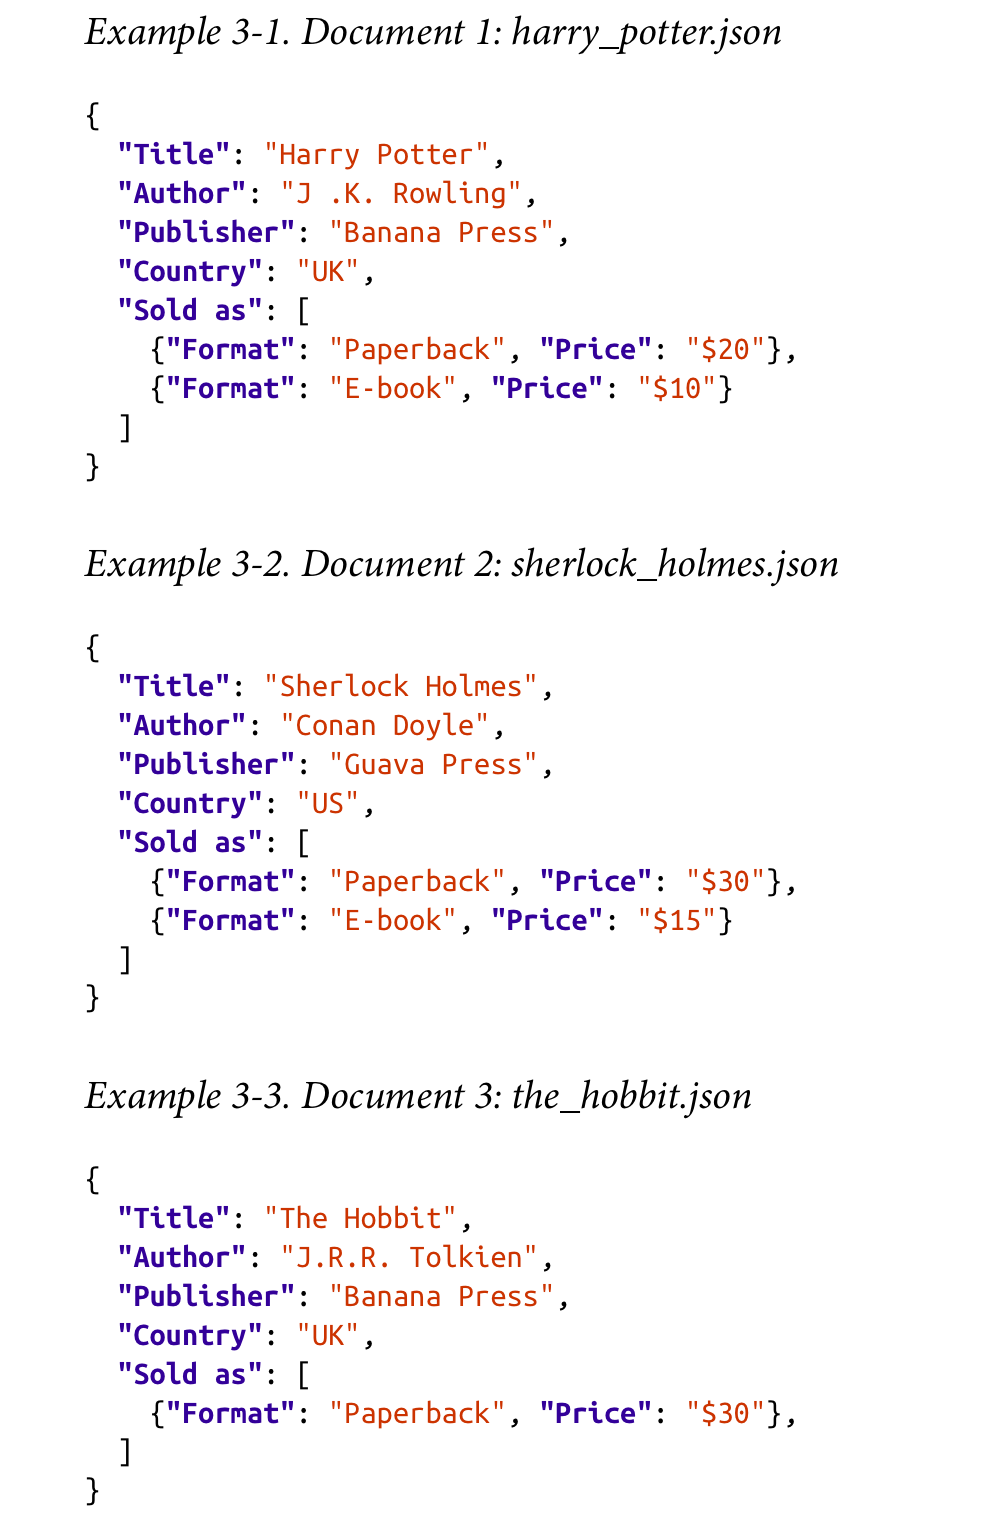 Example 3-1. Document 1: harry_potter.json
{
  "Title": "Harry Potter",
  "Author": "J .K. Rowling",
  "Publisher": "Banana Press",
  "Country": "UK",
  "Sold as": [
    {"Format": "Paperback", "Price": "$20"},
    {"Format": "E-book", "Price": "$10"}
  ]
}
Example 3-2. Document 2: sherlock_holmes.json
{
  "Title": "Sherlock Holmes",
  "Author": "Conan Doyle",
  "Publisher": "Guava Press",
  "Country": "US",
  "Sold as": [
    {"Format": "Paperback", "Price": "$30"},
    {"Format": "E-book", "Price": "$15"}
  ]
}
Example 3-3. Document 3: the_hobbit.json
{
  "Title": "The Hobbit",
  "Author": "J.R.R. Tolkien",
  "Publisher": "Banana Press",
  "Country": "UK",
  "Sold as": [
    {"Format": "Paperback", "Price": "$30"},
  ]
}